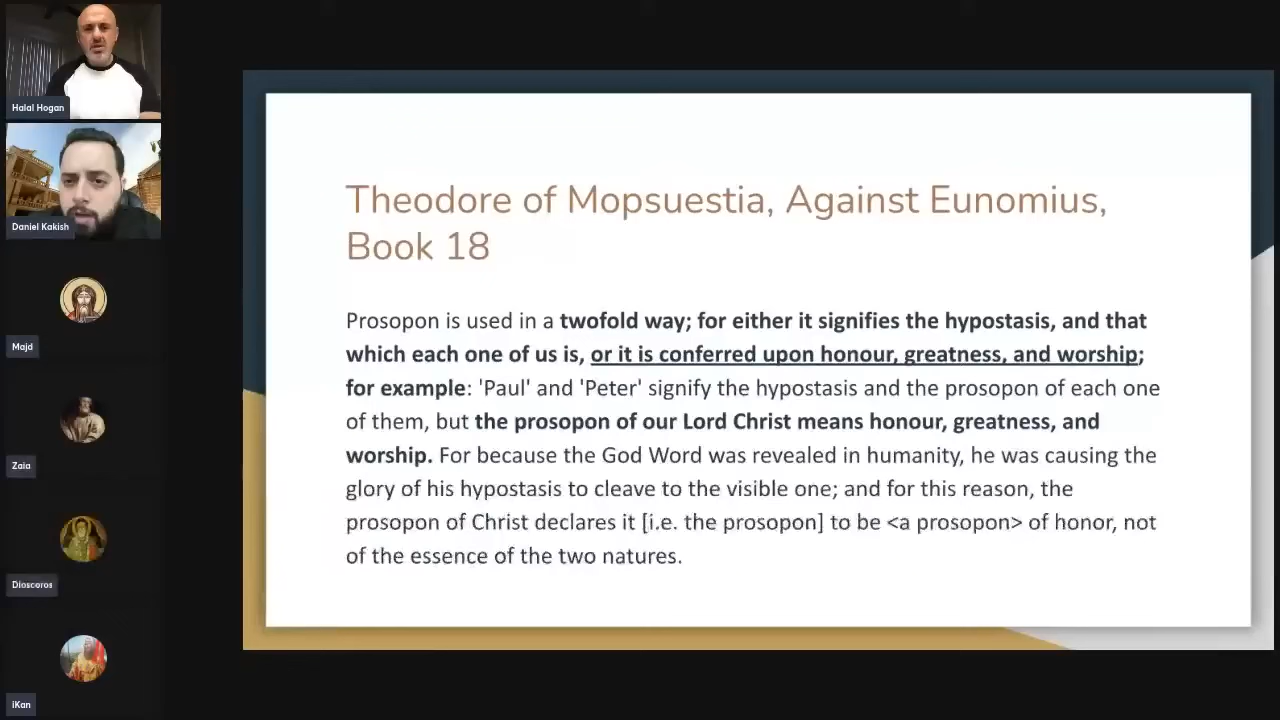 Halal Hogan
Daniel Kakish
Majd
Zaia
Dioscoros
iKan
Theodore of Mopsuestia, Against Eunomius,
Book 18
Prosopon is used in a twofold way; for either it signifies the hypostasis, and that
which each one of us is, or it is conferred upon honour, greatness, and worship;
for example: 'Paul' and 'Peter' signify the hypostasis and the prosopon of each one
of them, but the prosopon of our Lord Christ means honour, greatness, and
worship. For because the God Word was revealed in humanity, he was causing the
glory of his hypostasis to cleave to the visible one; and for this reason, the
prosopon of Christ declares it [i.e. the prosopon] to be <a prosopon> of honor, not
of the essence of the two natures.